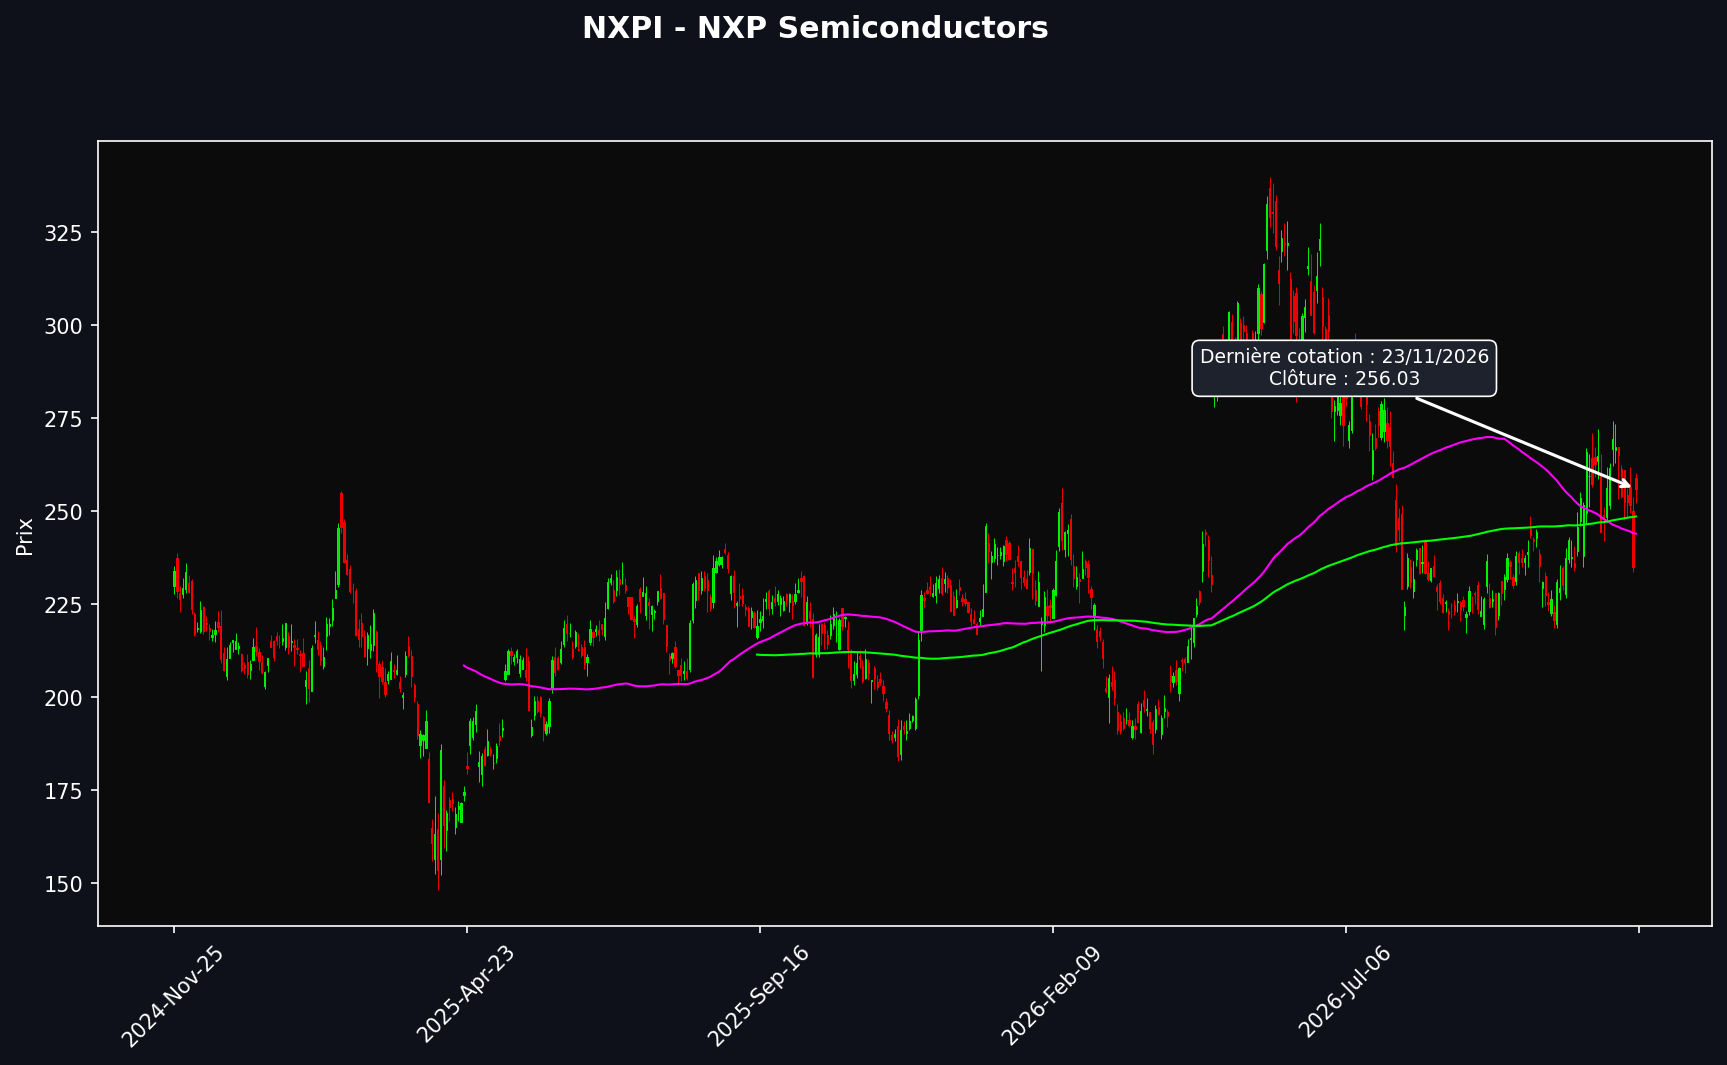 NXPI - NXP Semiconductors
Prix
325
300
275
250
225
200
175
150
Dernière cotation : 23/11/2026
Clôture : 256.03
2024-Nov-25
2025-Apr-23
2025-Sep-16
2026-Feb-09
2026-Jul-06